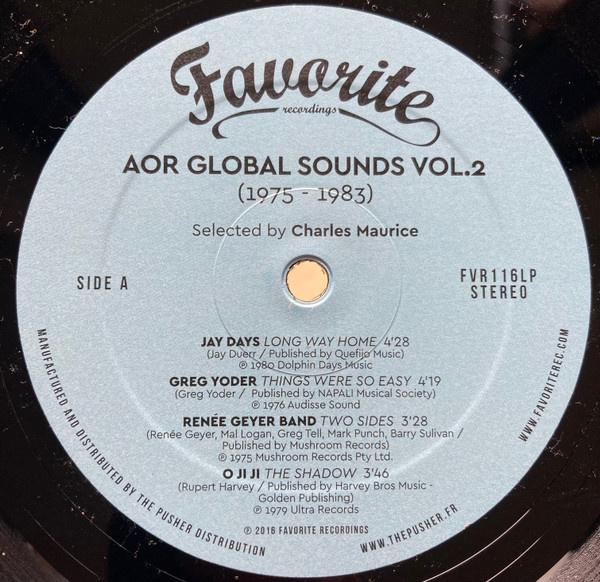 Favorite
recordings
AOR GLOBAL SOUNDS VOL.2
(1975 - 1983)
Selected by Charles Maurice
SIDE A
FVR116LP
STEREO
JAY DAYS LONG WAY HOME 4'28
(Jay Duerr / Published by Quefijo Music)
℗ 1980 Dolphin Days Music
GREG YODER THINGS WERE SO EASY 4'19
(Greg Yoder / Published by NAPALI Musical Society)
℗ 1976 Audisse Sound
RENÉE GEYER BAND TWO SIDES 3'28
(Renée Geyer, Mal Logan, Greg Tell, Mark Punch, Barry Sulivan /
Published by Mushroom Records)
℗ 1975 Mushroom Records Pty Ltd.
O JI JI THE SHADOW 3'46
(Rupert Harvey / Published by Harvey Bros Music -
Golden Publishing)
℗ 1979 Ultra Records
℗ 2016 FAVORITE RECORDINGS
MANUFACTURED AND DISTRIBUTED BY THE PUSHER DISTRIBUTION
WWW.THEPUSHER.FR
WWW.FAVORITEREC.COM